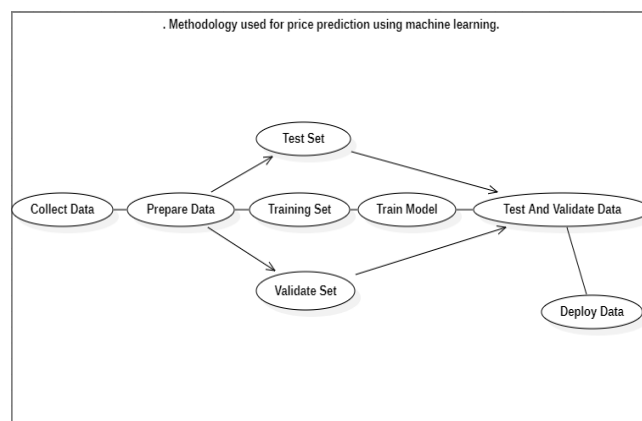 . Methodology used for price prediction using machine learning.
Test Set
Collect Data
Prepare Data
Training Set
Train Model
Test And Validate Data
Validate Set
Deploy Data